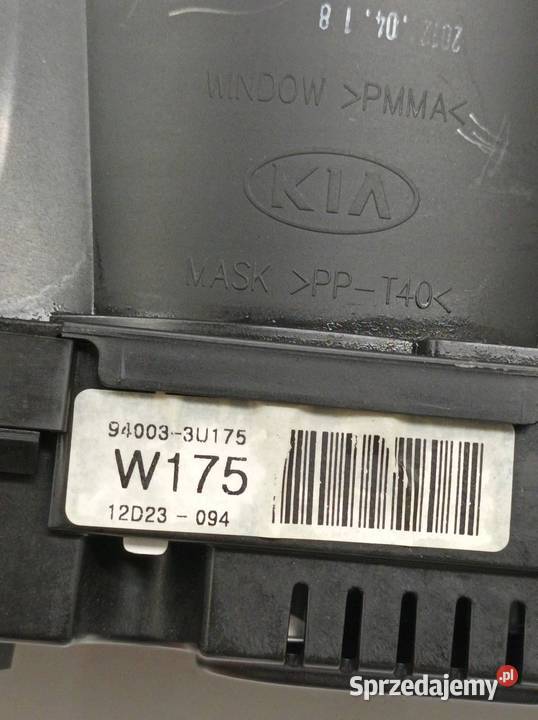 2012.04.18
WINDOW >PMMA<
KIA
MASK >PP-T40<
94003-3U175
W175
12D23-094
Sprzedajemy.pl